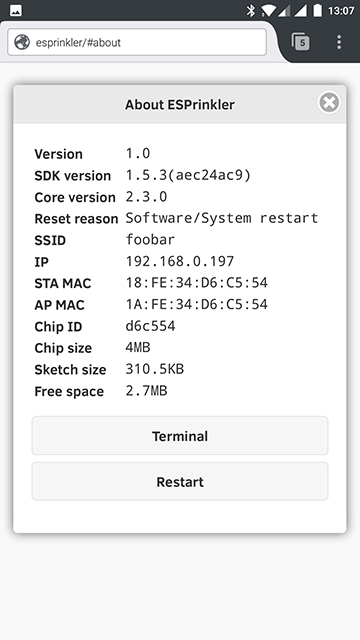 13:07
esprinkler/#about
5
About ESPrinkler
Version 1.0
SDK version 1.5.3(aec24ac9)
Core version 2.3.0
Reset reason Software/System restart
SSID foobar
IP 192.168.0.197
STA MAC 18:FE:34:D6:C5:54
AP MAC 1A:FE:34:D6:C5:54
Chip ID d6c554
Chip size 4MB
Sketch size 310.5KB
Free space 2.7MB
Terminal
Restart